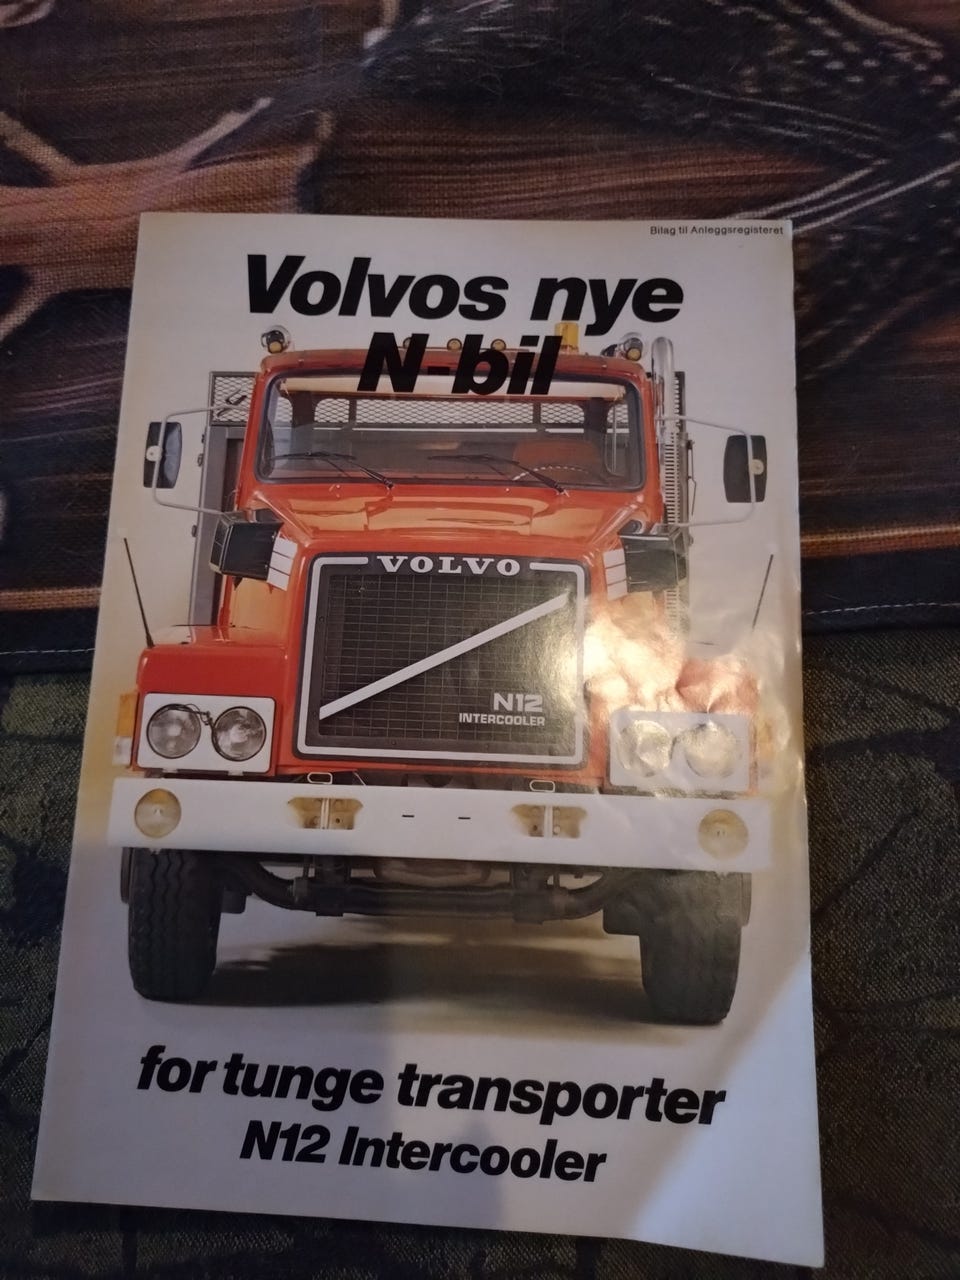 Bilag til Anleggsregisteret
Volvos nye
N-bil
VOLVO
N12
INTERCOOLER
for tunge transporter
N12 Intercooler